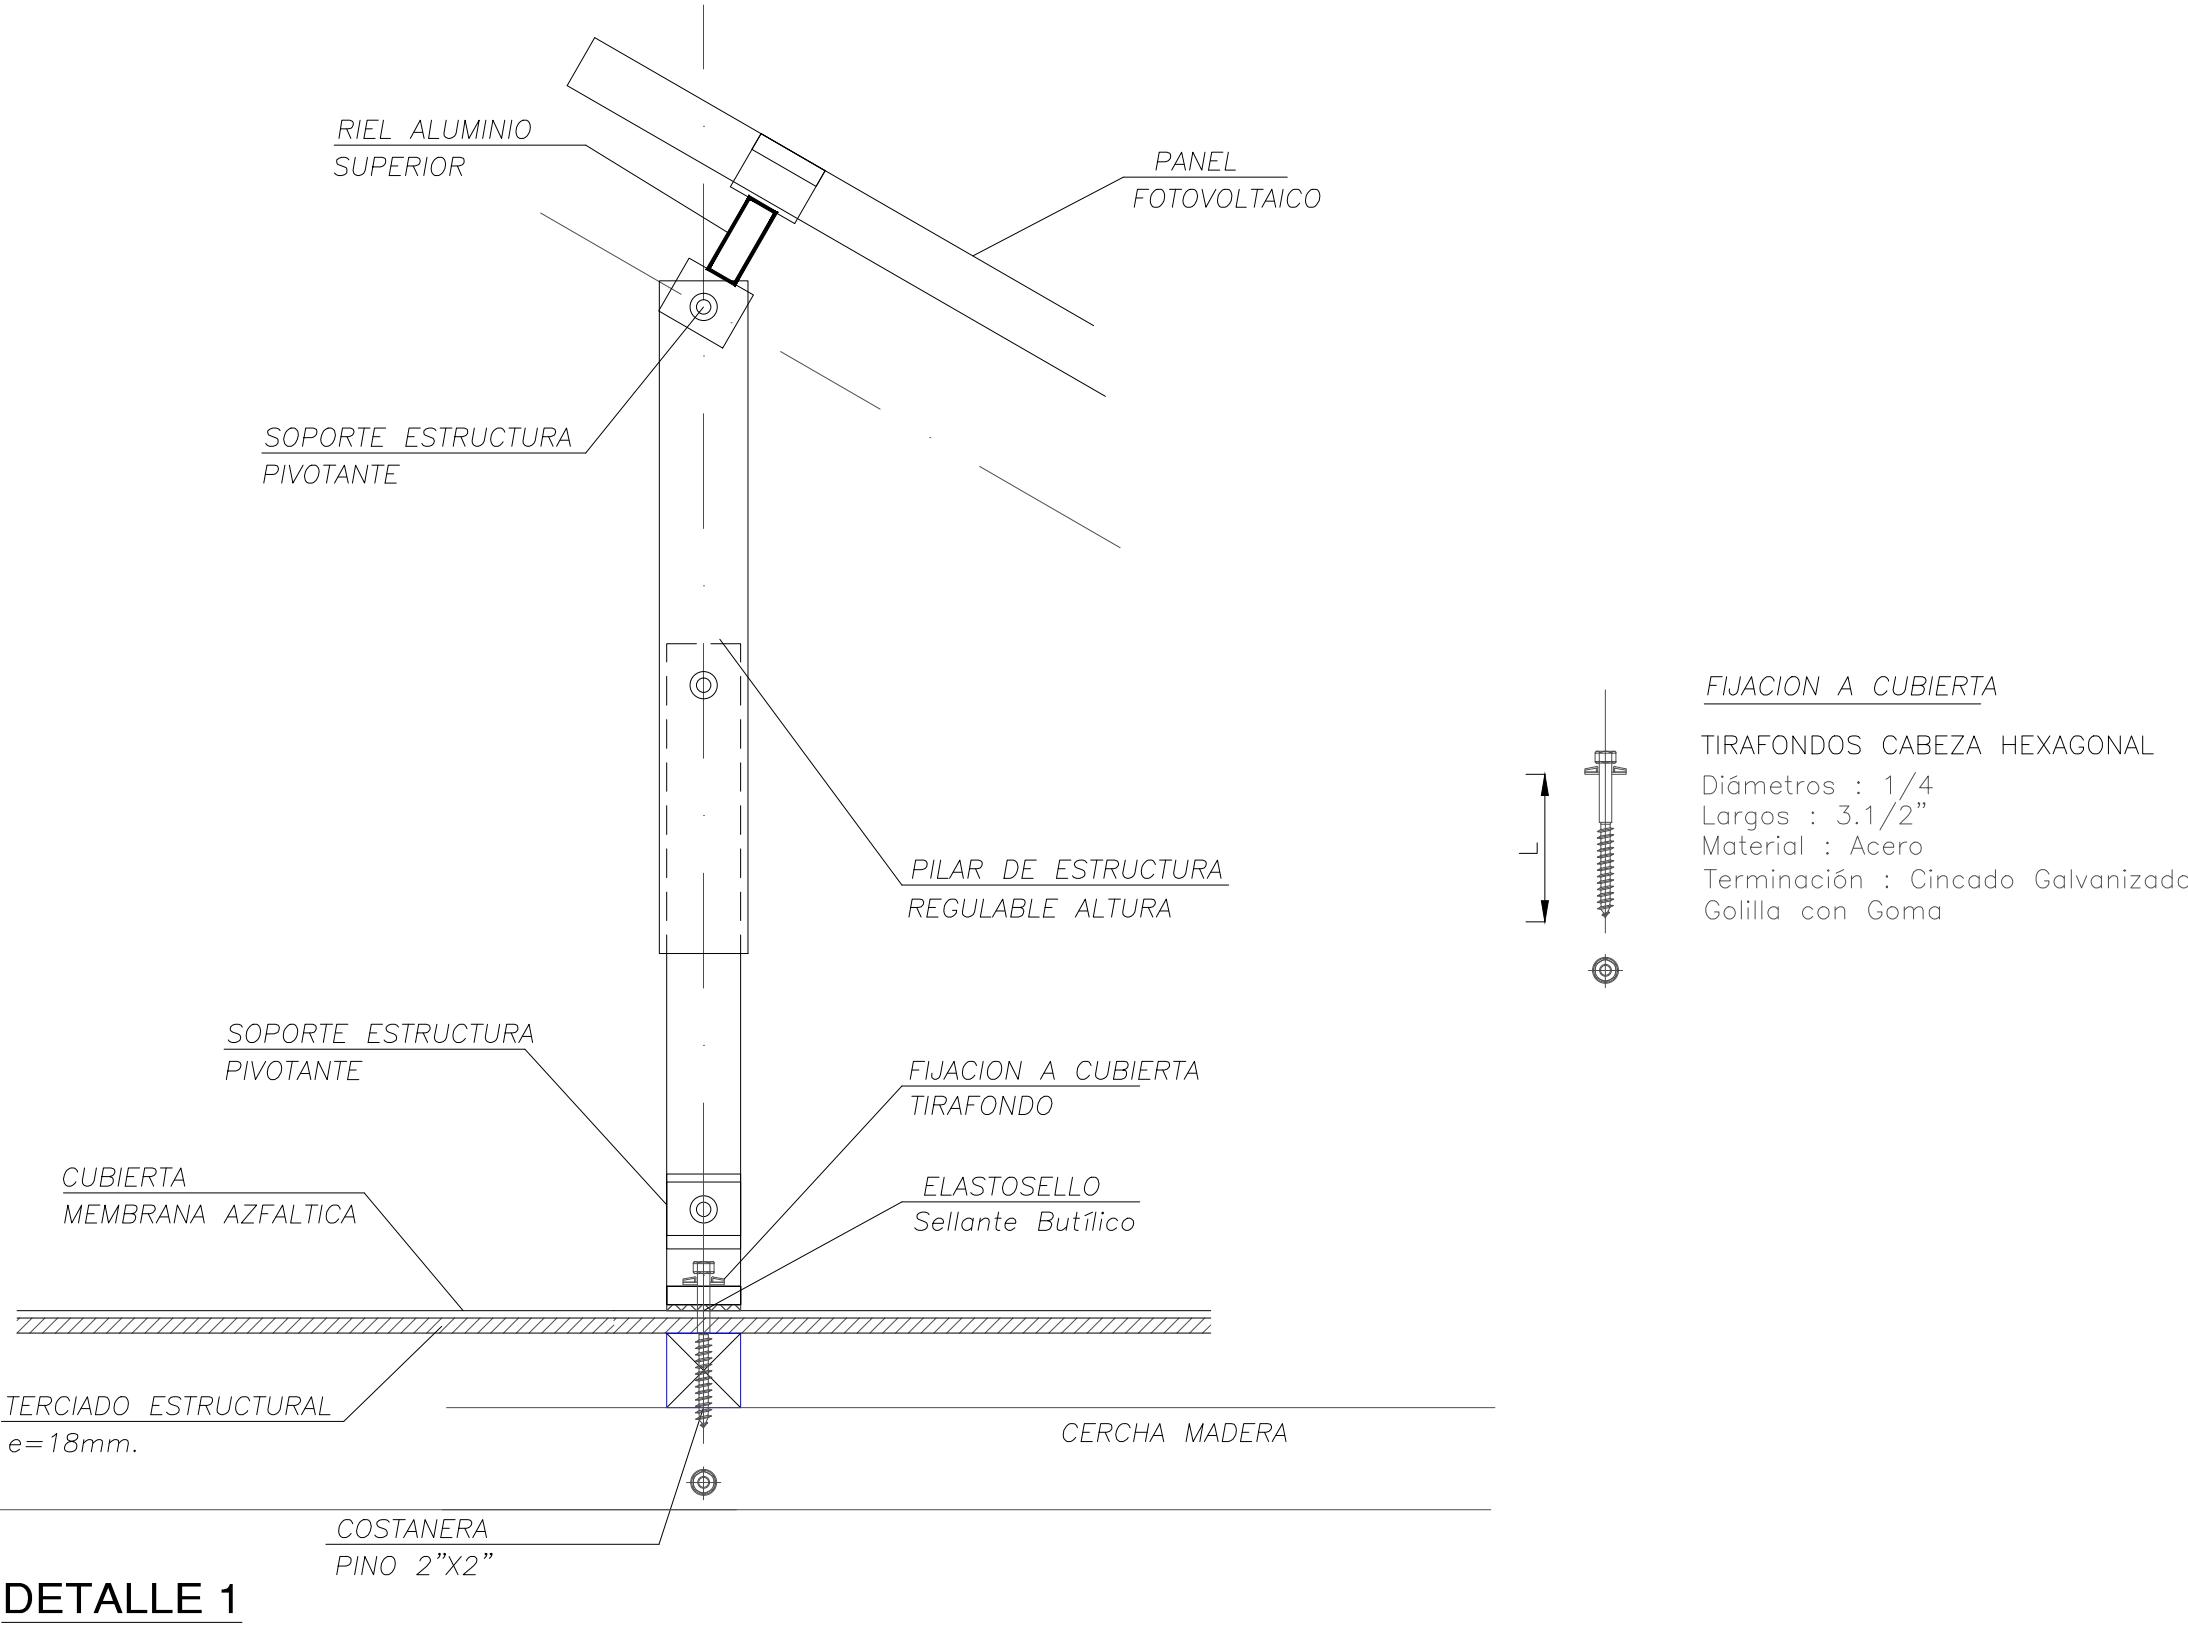 RIEL ALUMINIO
SUPERIOR
PANEL
FOTOVOLTAICO
SOPORTE ESTRUCTURA
PIVOTANTE
FIJACION A CUBIERTA
TIRAFONDOS CABEZA HEXAGONAL
Diámetros : 1/4
Largos : 3.1/2"
Material : Acero
Terminación : Cincado Galvanizado
Golilla con Goma
L
PILAR DE ESTRUCTURA
REGULABLE ALTURA
SOPORTE ESTRUCTURA
PIVOTANTE
FIJACION A CUBIERTA
TIRAFONDO
CUBIERTA
MEMBRANA AZFALTICA
ELASTOSELLO
Sellante Butílico
TERCIADO ESTRUCTURAL
e=18mm.
CERCHA MADERA
COSTANERA
PINO 2"X2"
DETALLE 1